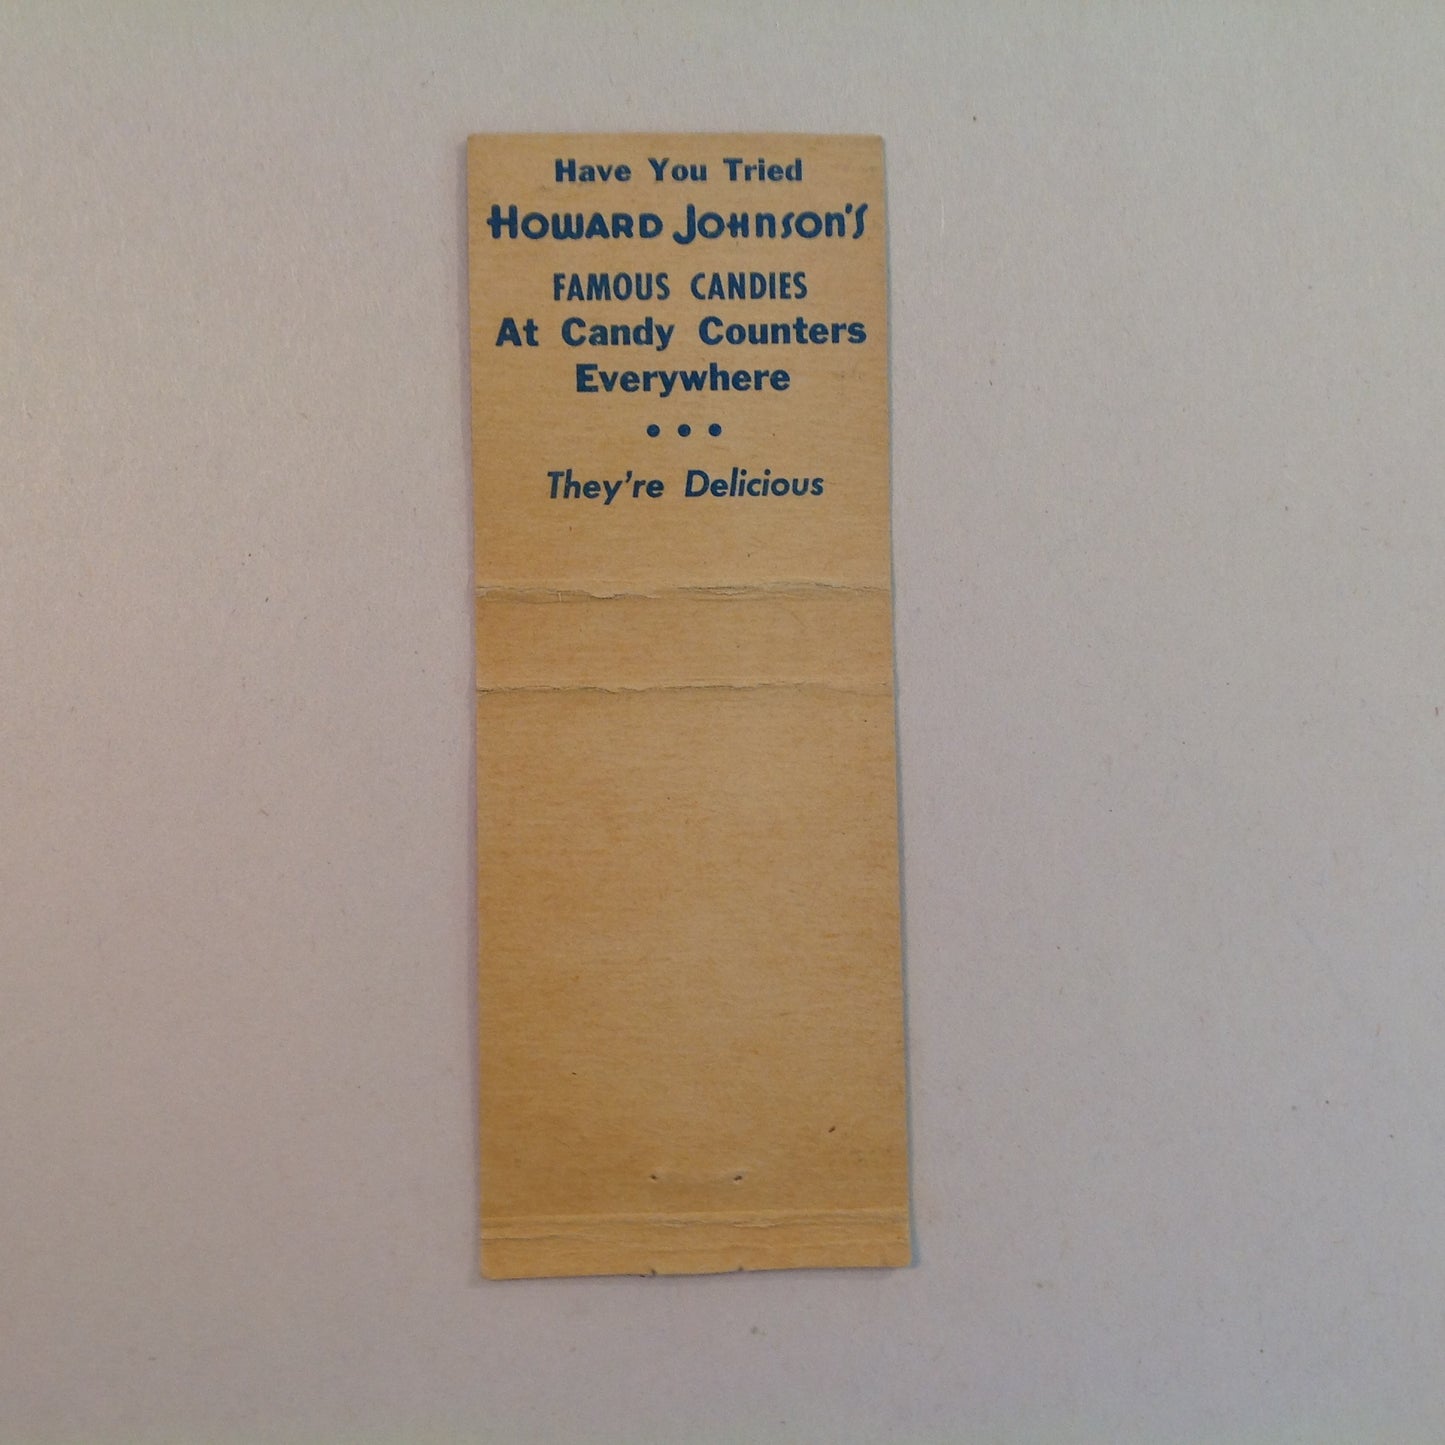 Have You Tried
HOWARD JOHNSON'S
FAMOUS CANDIES
At Candy Counters
Everywhere
• • •
They're Delicious